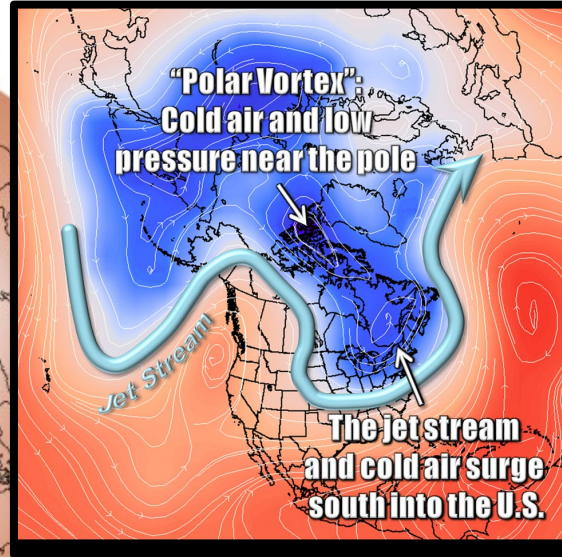 “Polar Vortex”:
Cold air and low
pressure near the pole
Jet Stream
The jet stream
and cold air surge
south into the U.S.